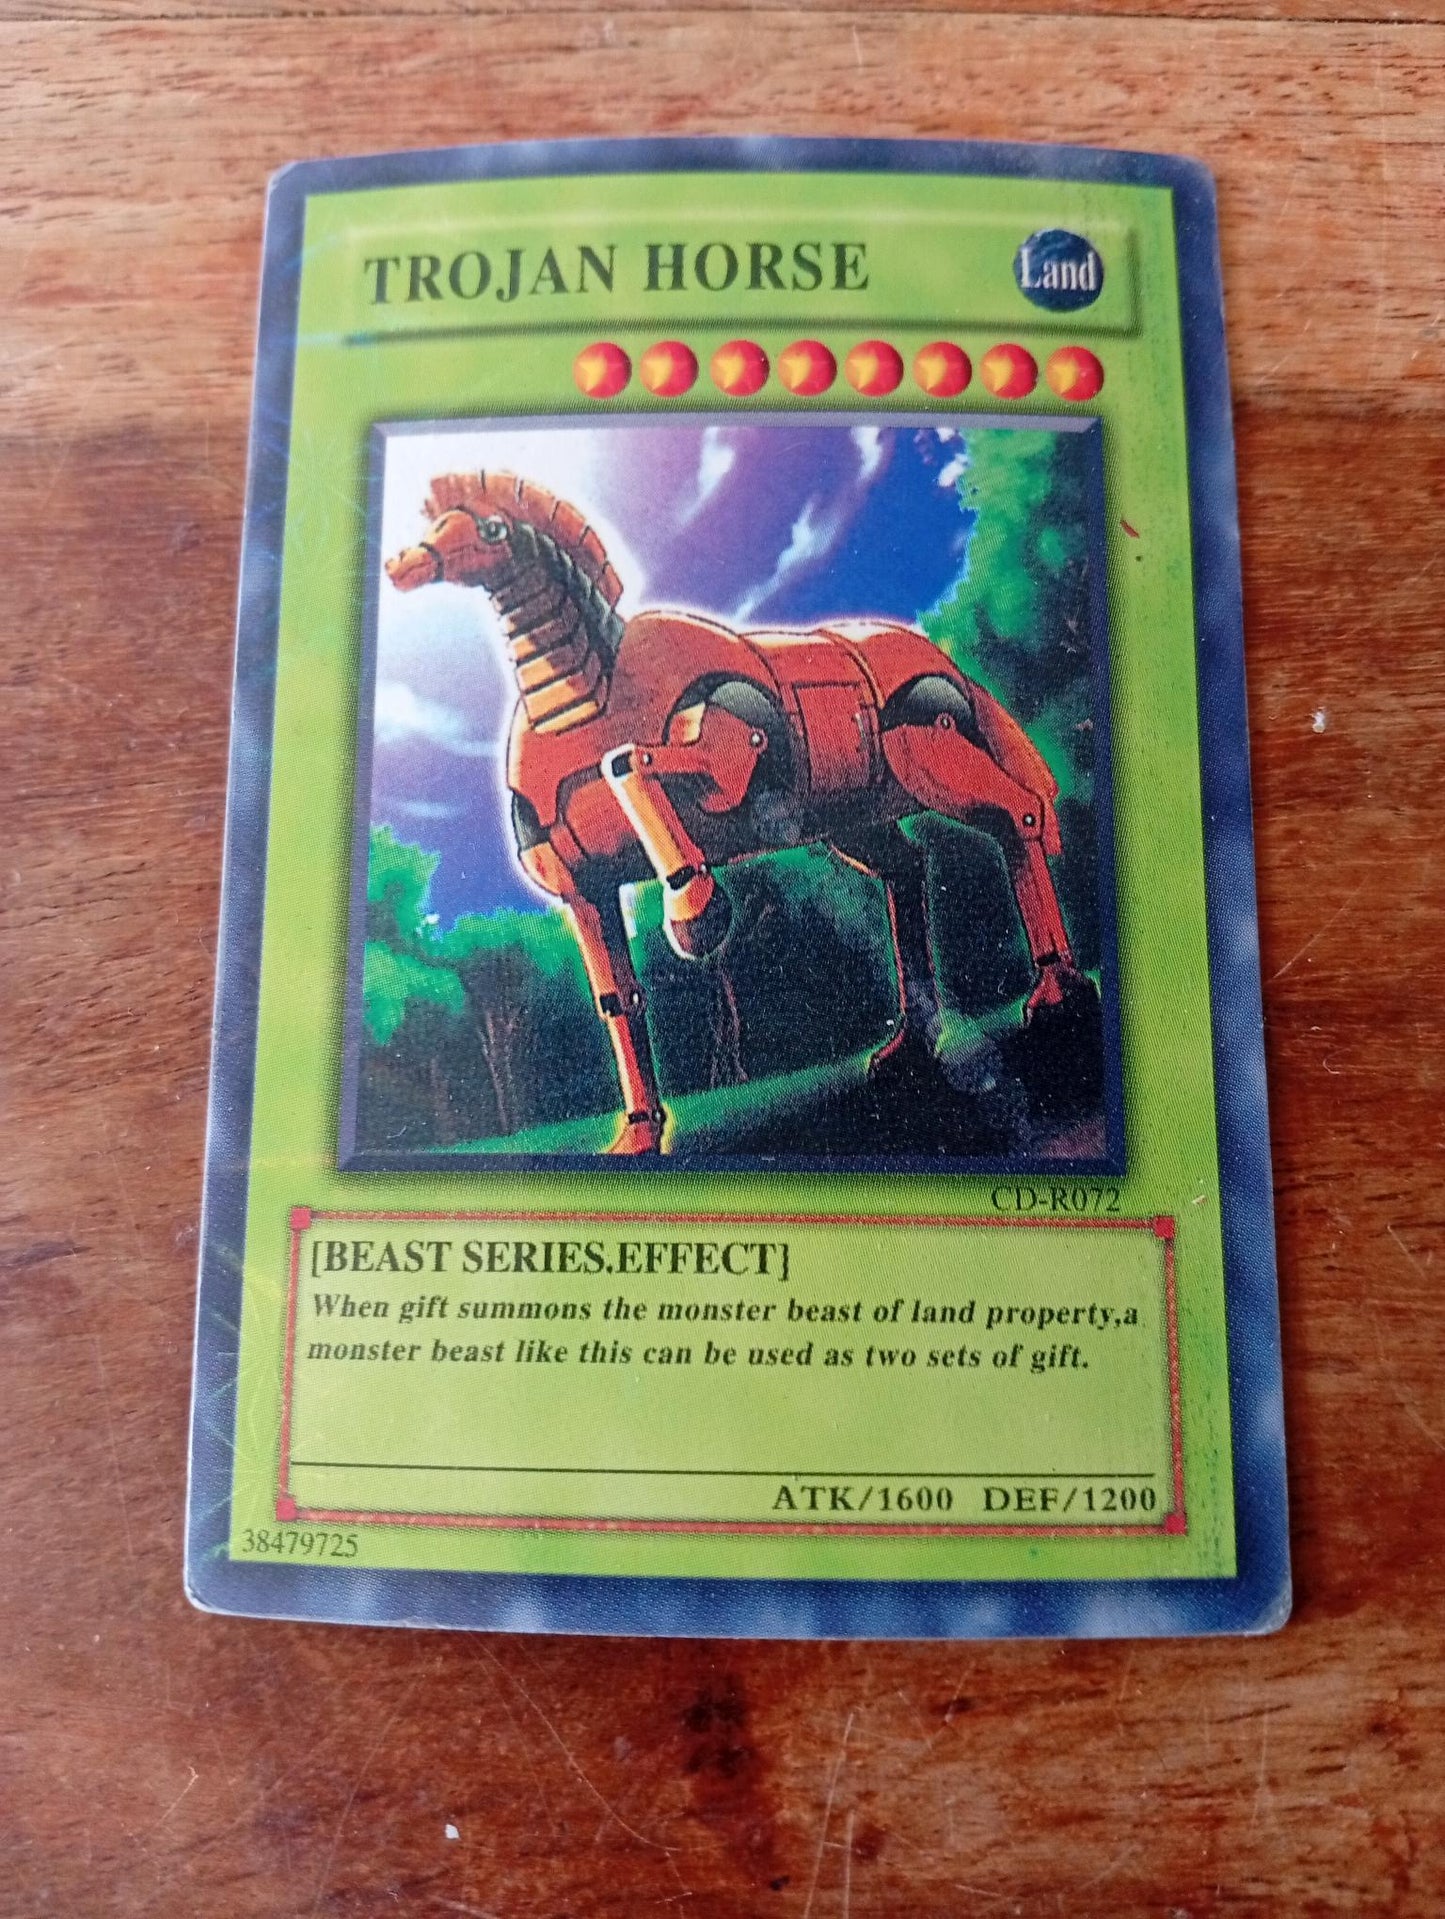 TROJAN HORSE
Land
CD-R072
[BEAST SERIES.EFFECT]
When gift summons the monster beast of land property,a
monster beast like this can be used as two sets of gift.
ATK/1600 DEF/1200
38479725